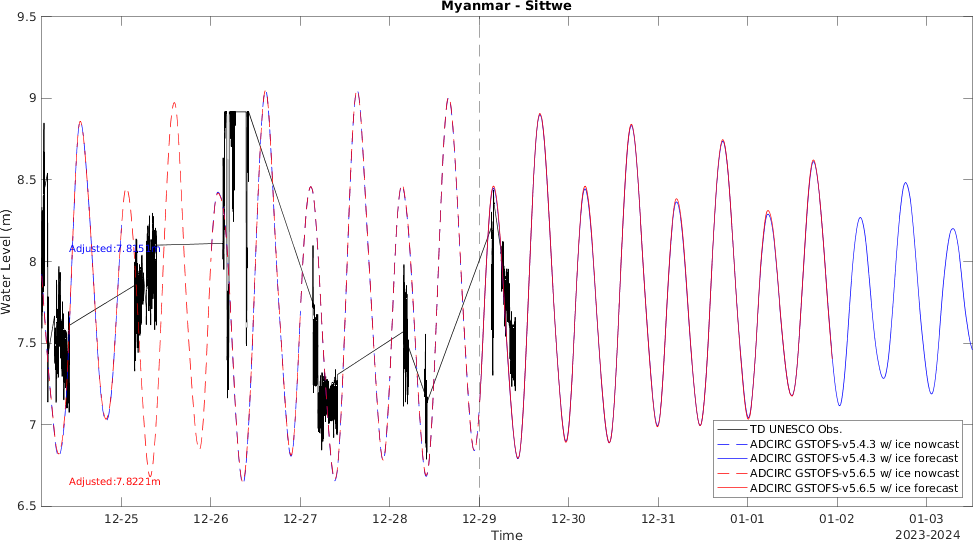 Myanmar - Sittwe
Water Level (m)
9.5
9
8.5
8
7.5
7
6.5
Adjusted:7.8
Adjusted:7.8221m
TD UNESCO Obs.
ADCIRC GSTOFS-v5.4.3 w/ ice nowcast
ADCIRC GSTOFS-v5.4.3 w/ ice forecast
ADCIRC GSTOFS-v5.6.5 w/ ice nowcast
ADCIRC GSTOFS-v5.6.5 w/ ice forecast
12-25 12-26 12-27 12-28 12-29 12-30 12-31 01-01 01-02 01-03
Time
2023-2024